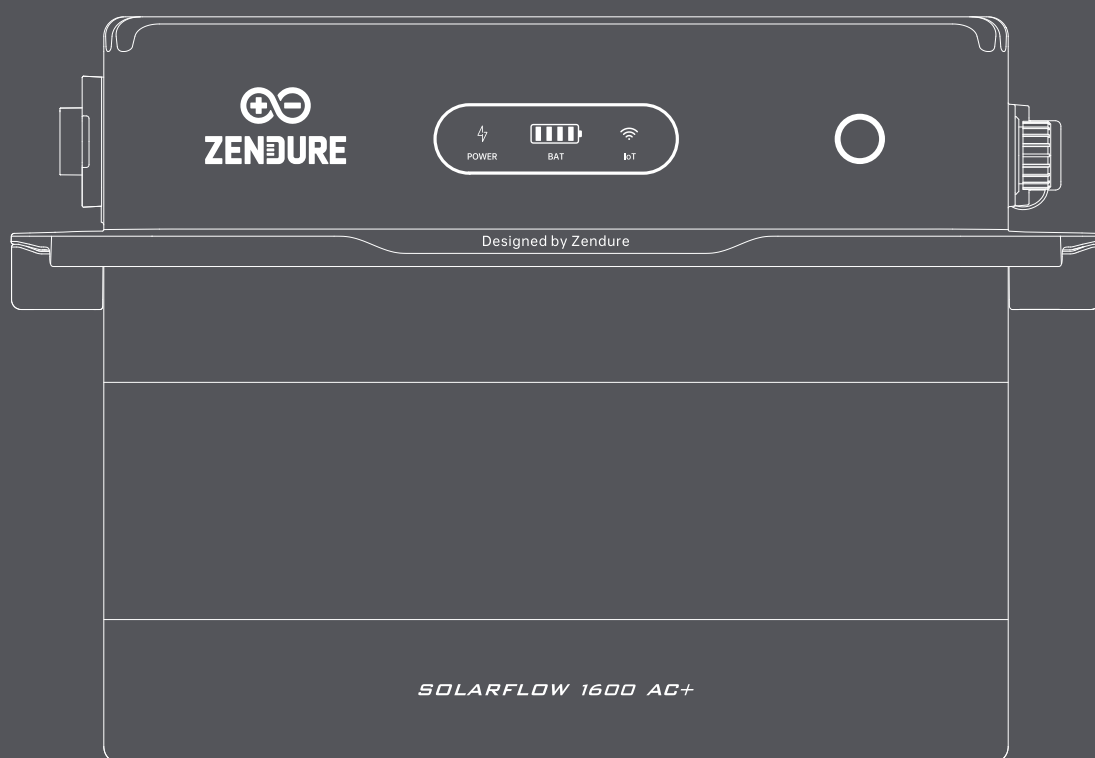 ZENDURE
POWER
BAT
IoT
Designed by Zendure
SOLARFLOW 1600 AC+